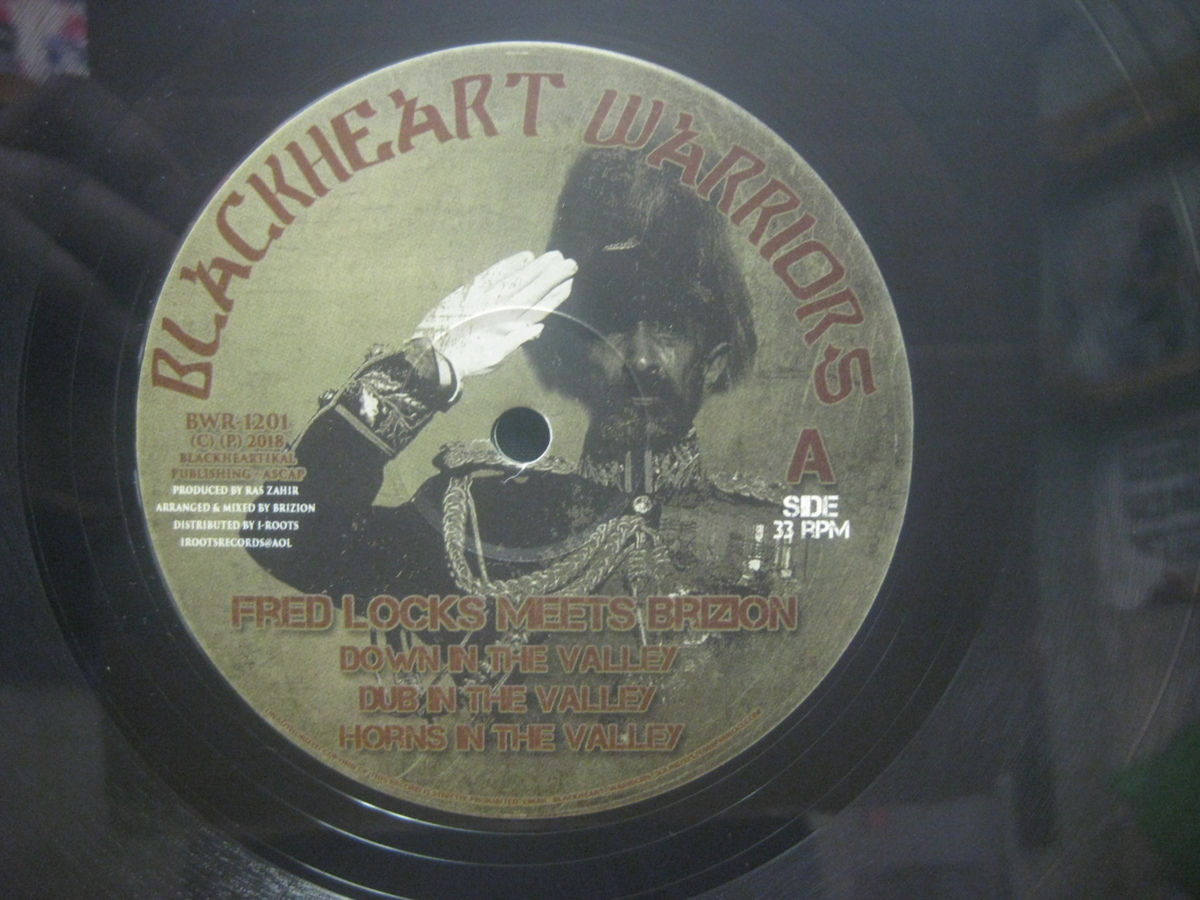 BLACKHEART WARRIORS
BWR-1201
(C) (P) 2018
BLACKHEARTIKAL
PUBLISHING - ASCAP
PRODUCED BY RAS ZAHIR
ARRANGED & MIXED BY BRIZION
DISTRIBUTED BY I-ROOTS
IROOTSRECORDS@AOL
A
SIDE
33 RPM
FRED LOCKS MEETS BRIZION
DOWN IN THE VALLEY
DUB IN THE VALLEY
HORNS IN THE VALLEY